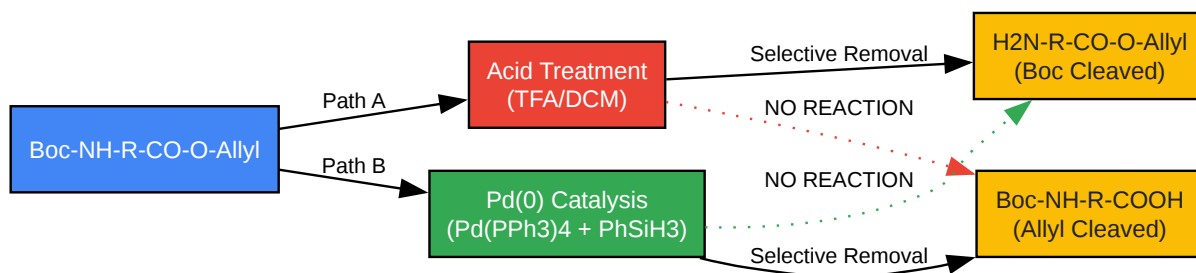 Boc-NH-R-CO-O-Allyl
Path A
Path B
Acid Treatment
(TFA/DCM)
Pd(0) Catalysis
(Pd(PPh3)4 + PhSiH3)
Selective Removal
NO REACTION
NO REACTION
Selective Removal
H2N-R-CO-O-Allyl
(Boc Cleaved)
Boc-NH-R-COOH
(Allyl Cleaved)